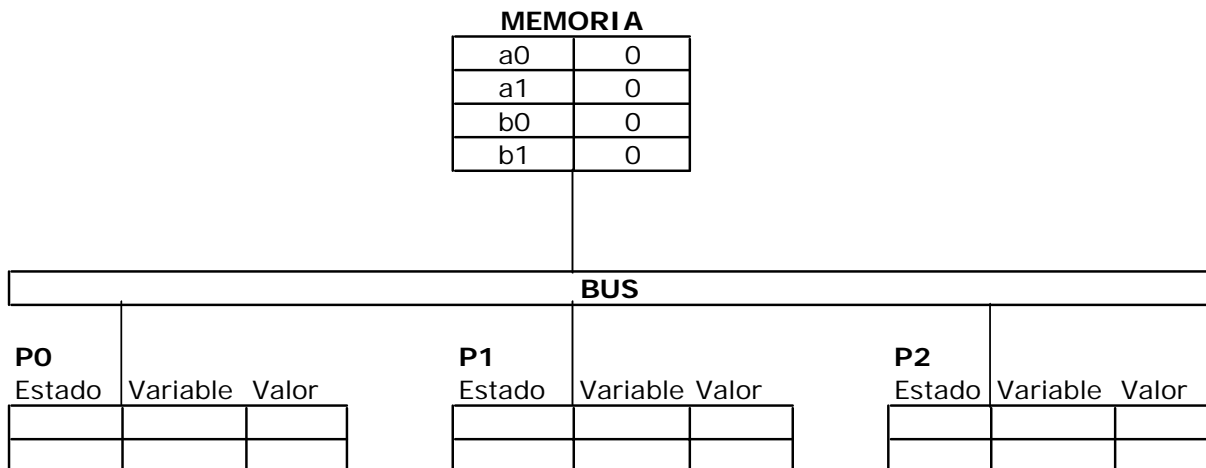 MEMORIA
a0 0
a1 0
b0 0
b1 0
BUS
P0 P1 P2
Estado Variable Valor Estado Variable Valor Estado Variable Valor